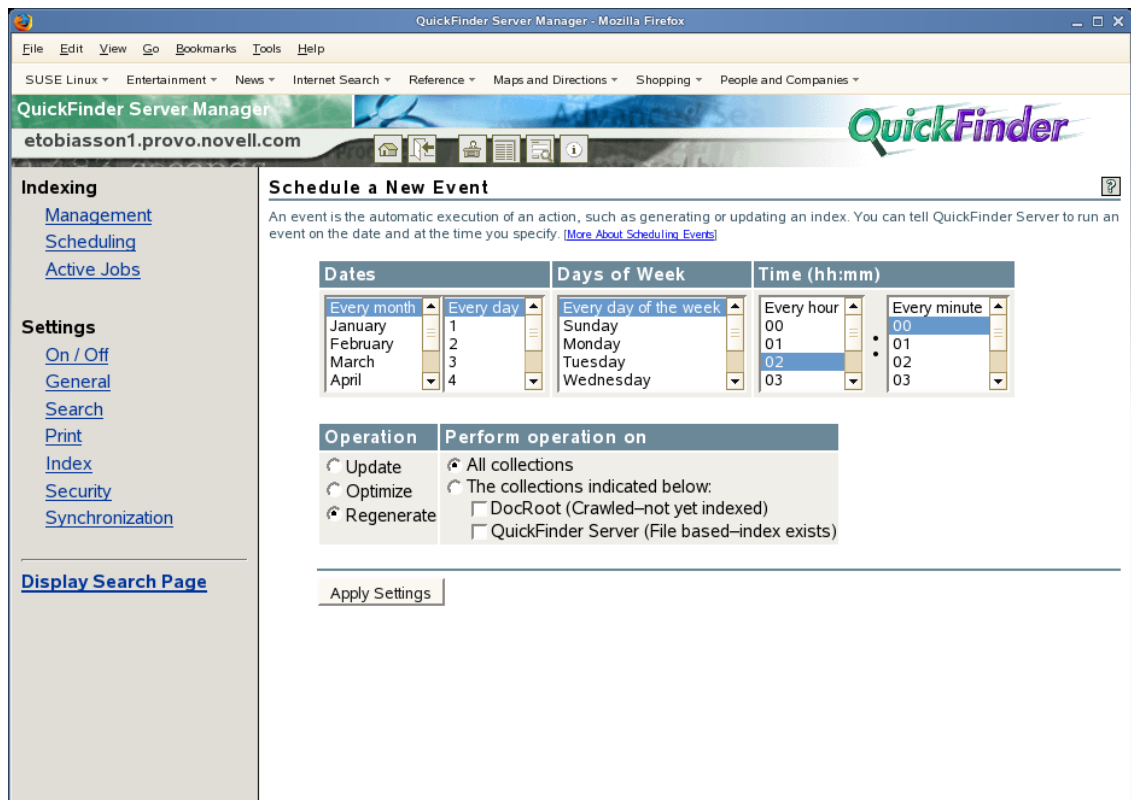 QuickFinder Server Manager - Mozilla Firefox
File Edit View Go Bookmarks Tools Help
SUSE Linux Entertainment News Internet Search Reference Maps and Directions Shopping People and Companies
QuickFinder Server Manager
Advanced Sea
QuickFinder
etobiasson1.provo.novell.com
Indexing
Management
Scheduling
Active Jobs
Settings
On / Off
General
Search
Print
Index
Security
Synchronization
Display Search Page
Schedule a New Event
?
An event is the automatic execution of an action, such as generating or updating an index. You can tell QuickFinder Server to run an
event on the date and at the time you specify. [More About Scheduling Events]
Dates Days of Week Time (hh:mm)
Every month Every day Every day of the week Every hour : Every minute
January 1 Sunday 00 00
February 2 Monday 01 01
March 3 Tuesday 02 02
April 4 Wednesday 03 03
Operation Perform operation on
Update All collections
Optimize The collections indicated below:
Regenerate DocRoot (Crawled–not yet indexed)
QuickFinder Server (File based–index exists)
Apply Settings